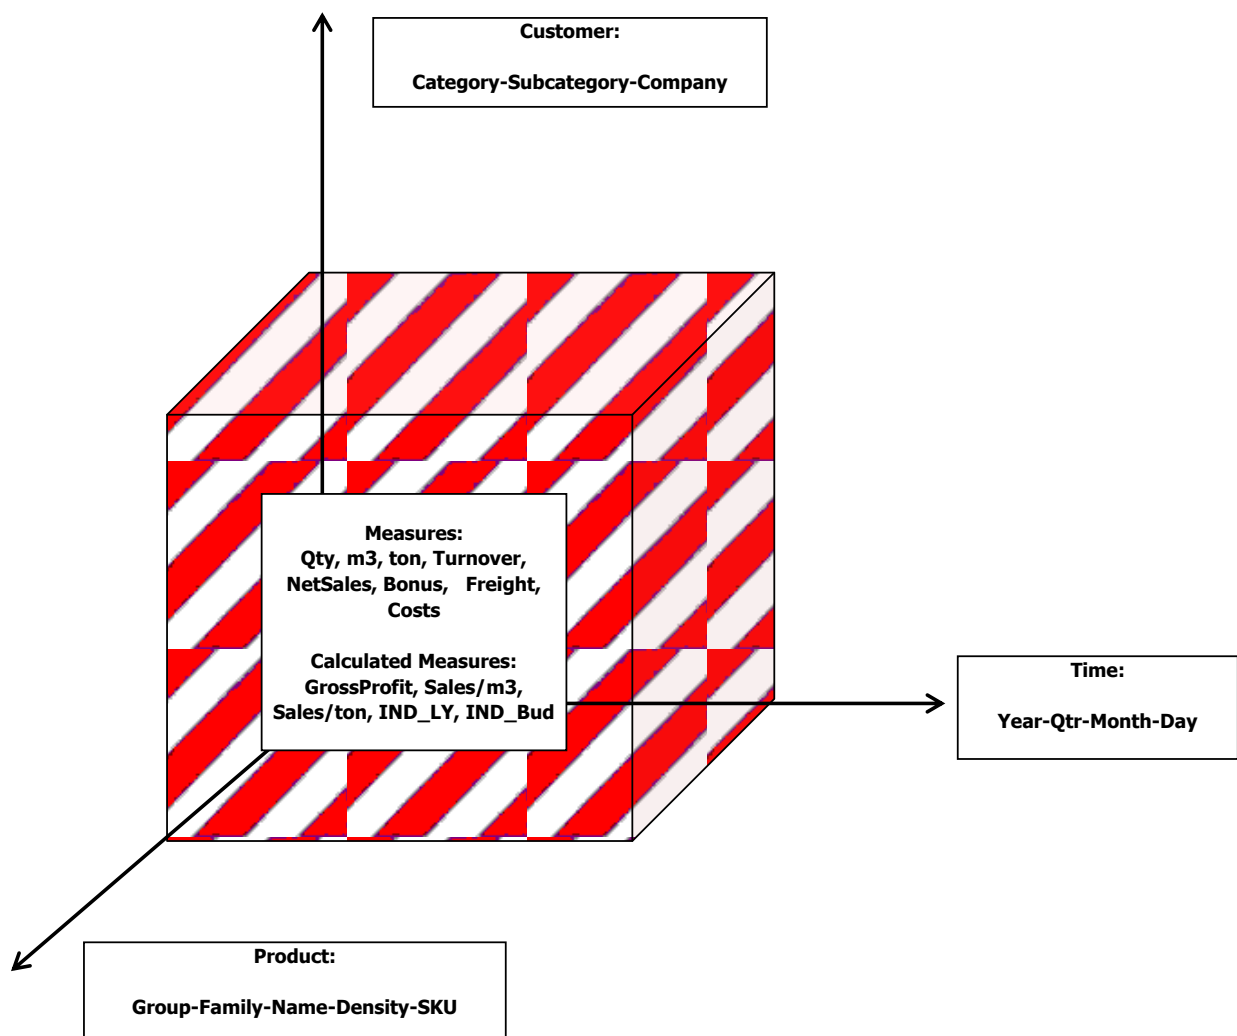 Customer:
Category-Subcategory-Company
Measures:
Qty, m3, ton, Turnover,
NetSales, Bonus,   Freight,
Costs
Calculated Measures:
GrossProfit, Sales/m3,
Sales/ton, IND_LY, IND_Bud
Time:
Year-Qtr-Month-Day
Product:
Group-Family-Name-Density-SKU